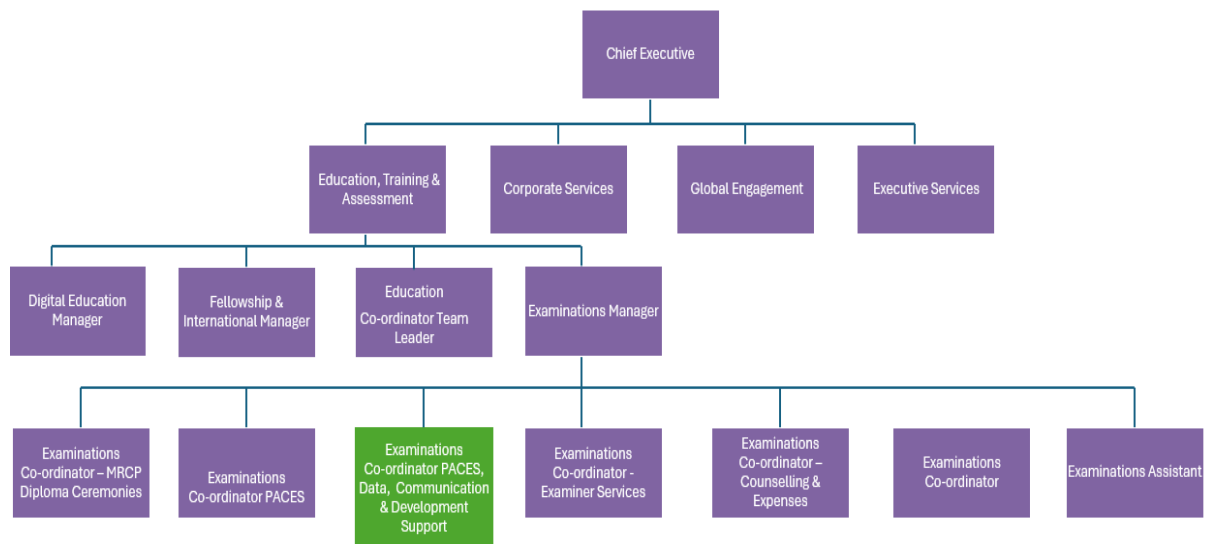 Chief Executive
Education, Training &
Assessment
Corporate Services
Global Engagement
Executive Services
Digital Education
Manager
Fellowship &
International Manager
Education
Co-ordinator Team
Leader
Examinations Manager
Examinations
Co-ordinator – MRCP
Diploma Ceremonies
Examinations
Co-ordinator PACES
Examinations
Co-ordinator PACES,
Data, Communication
& Development
Support
Examinations
Co-ordinator -
Examiner Services
Examinations
Co-ordinator –
Counselling &
Expenses
Examinations
Co-ordinator
Examinations Assistant